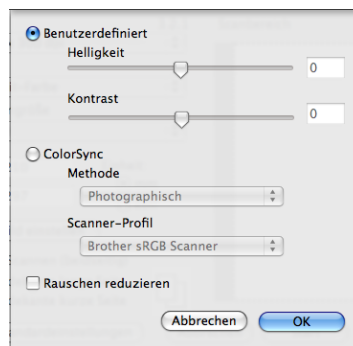 Benutzerdefiniert
Helligkeit
0
Kontrast
0
ColorSync
Methode
Photographisch
Scanner-Profil
Brother sRGB Scanner
Rauschen reduzieren
Abbrechen OK